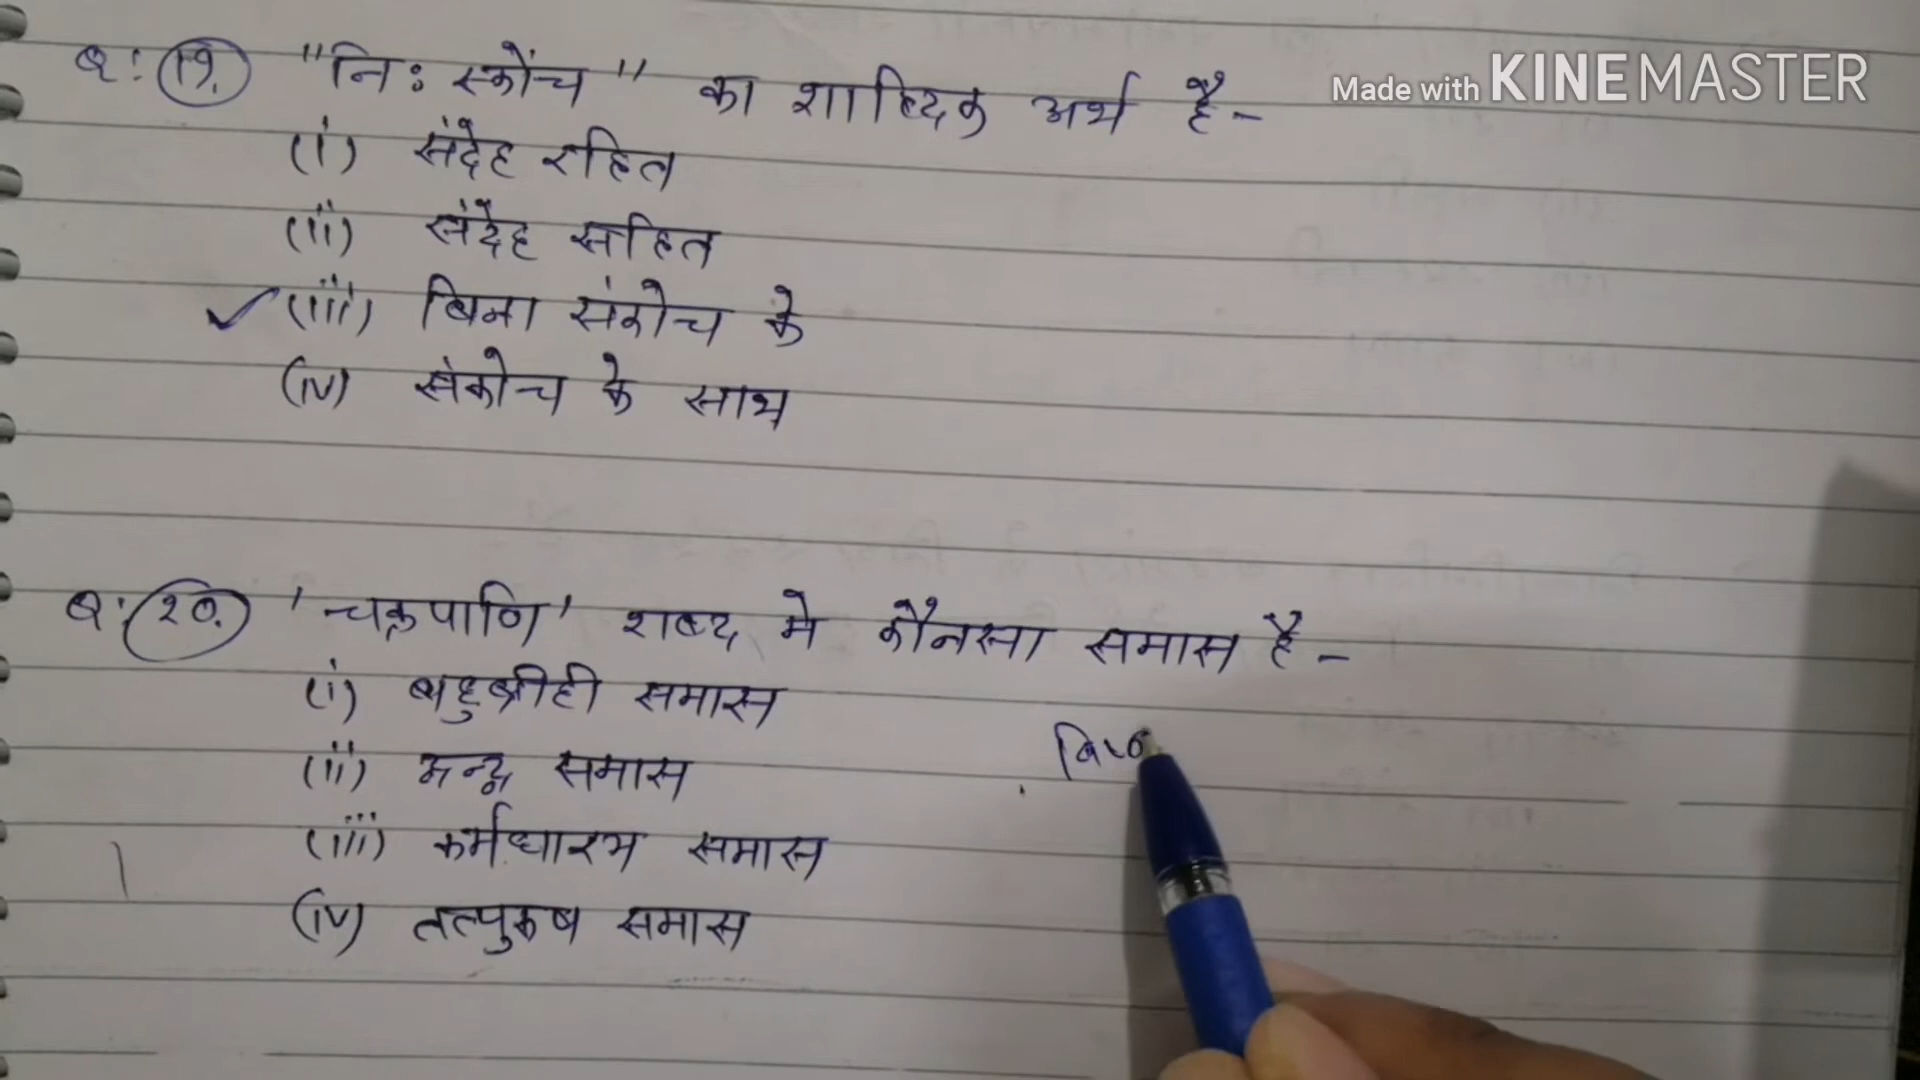 Made with KINEMASTER
Q: 19. "नि: स्कोंच" का शाब्दिक अर्थ है-
(i) संदेह रहित
(ii) संदेह सहित
(iii) बिना संकोच के
(iv) संकोच के साथ
Q: 20. 'चक्रपाणि' शब्द मे कौनसा समास है-
(i) बहुब्रीही समास
(ii) द्वन्द्व समास
(iii) कर्मधारय समास
(iv) तत्पुरूष समास